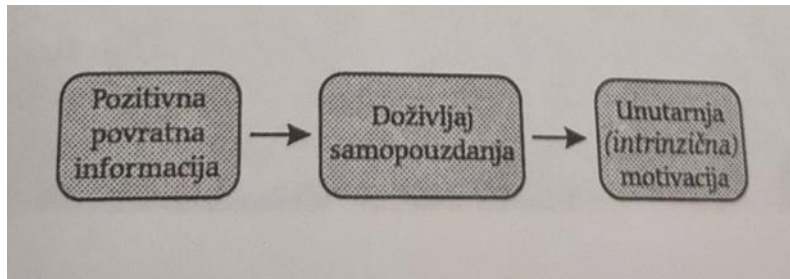 Pozitivna
povratna
informacija
Doživljaj
samopouzdanja
Unutarnja
(intrinzična)
motivacija